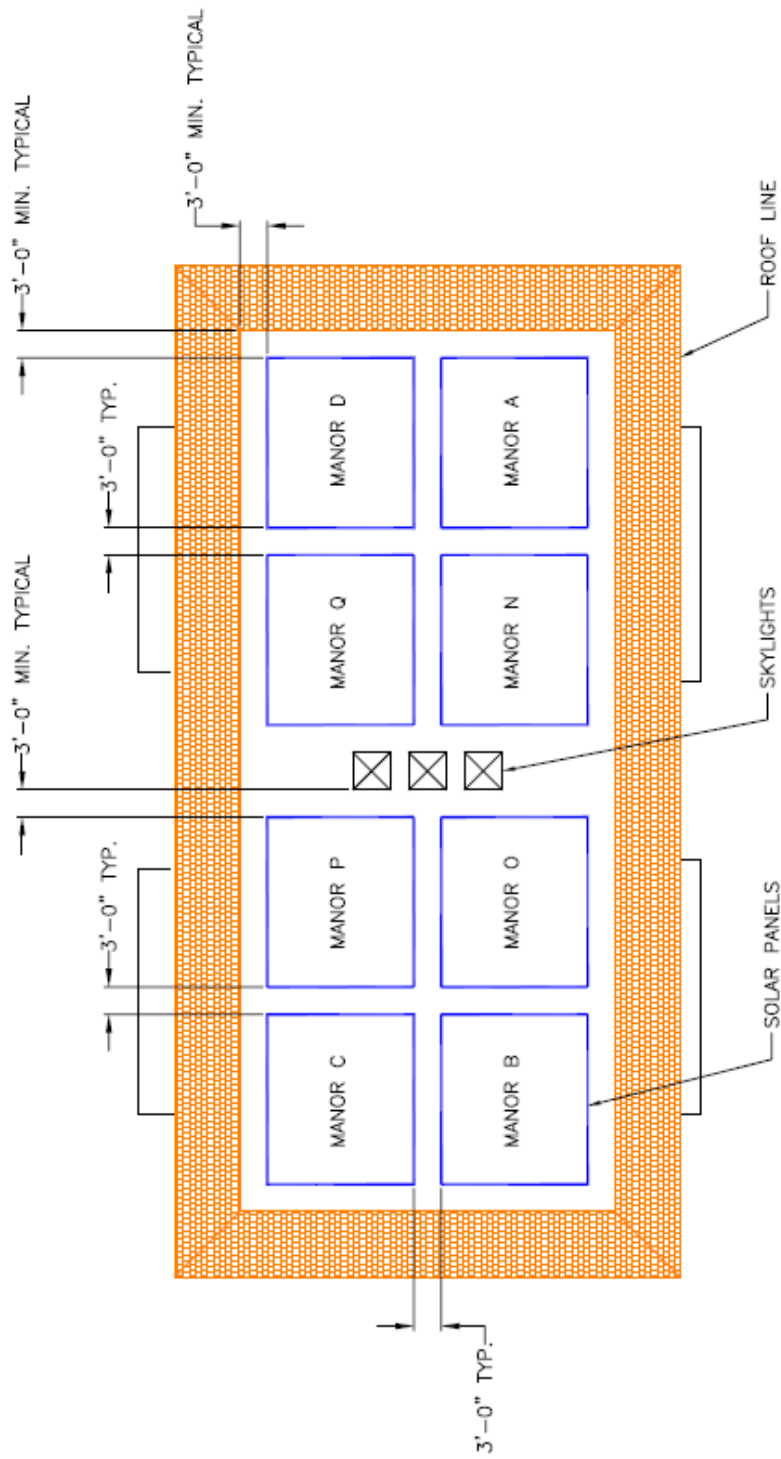 3'-0" MIN. TYPICAL
3'-0" MIN. TYPICAL
3'-0" TYP.
3'-0" TYP.
3'-0" MIN. TYPICAL
MANOR C
MANOR P
MANOR Q
MANOR D
3'-0" TYP.
MANOR B
MANOR O
MANOR N
MANOR A
SOLAR PANELS
SKYLIGHTS
ROOF LINE